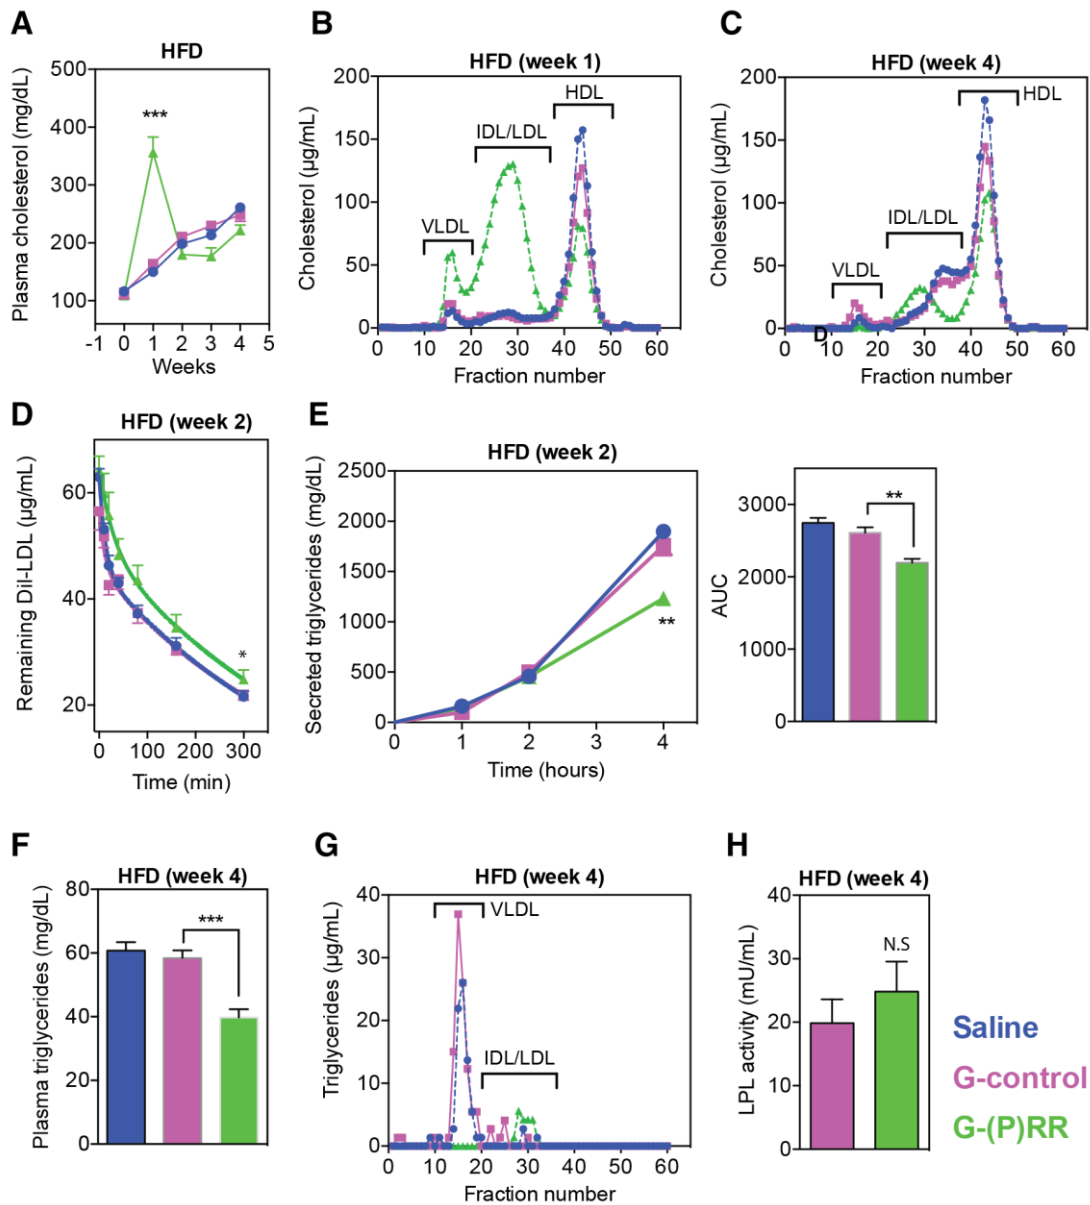 A
HFD
Plasma cholesterol (mg/dL)
500
400
300
200
100
***
-1 0 1 2 3 4 5
Weeks
B
HFD (week 1)
Cholesterol (µg/mL)
200
150
100
50
0
VLDL
IDL/LDL
HDL
0 10 20 30 40 50 60
Fraction number
C
HFD (week 4)
Cholesterol (µg/mL)
200
150
100
50
0
VLDL
IDL/LDL
HDL
D
0 10 20 30 40 50 60
Fraction number
D
HFD (week 2)
Remaining Dil-LDL (µg/mL)
60
40
20
*
0 100 200 300
Time (min)
E
HFD (week 2)
Secreted triglycerides (mg/dL)
2500
2000
1500
1000
500
0
**
0 1 2 3 4
Time (hours)
AUC
3000
2000
1000
0
**
F
HFD (week 4)
Plasma triglycerides (mg/dL)
80
60
40
20
0
***
G
HFD (week 4)
Triglycerides (µg/mL)
40
30
20
10
0
VLDL
IDL/LDL
0 10 20 30 40 50 60
Fraction number
H
HFD (week 4)
LPL activity (mU/mL)
40
30
20
10
0
N.S
Saline
G-control
G-(P)RR